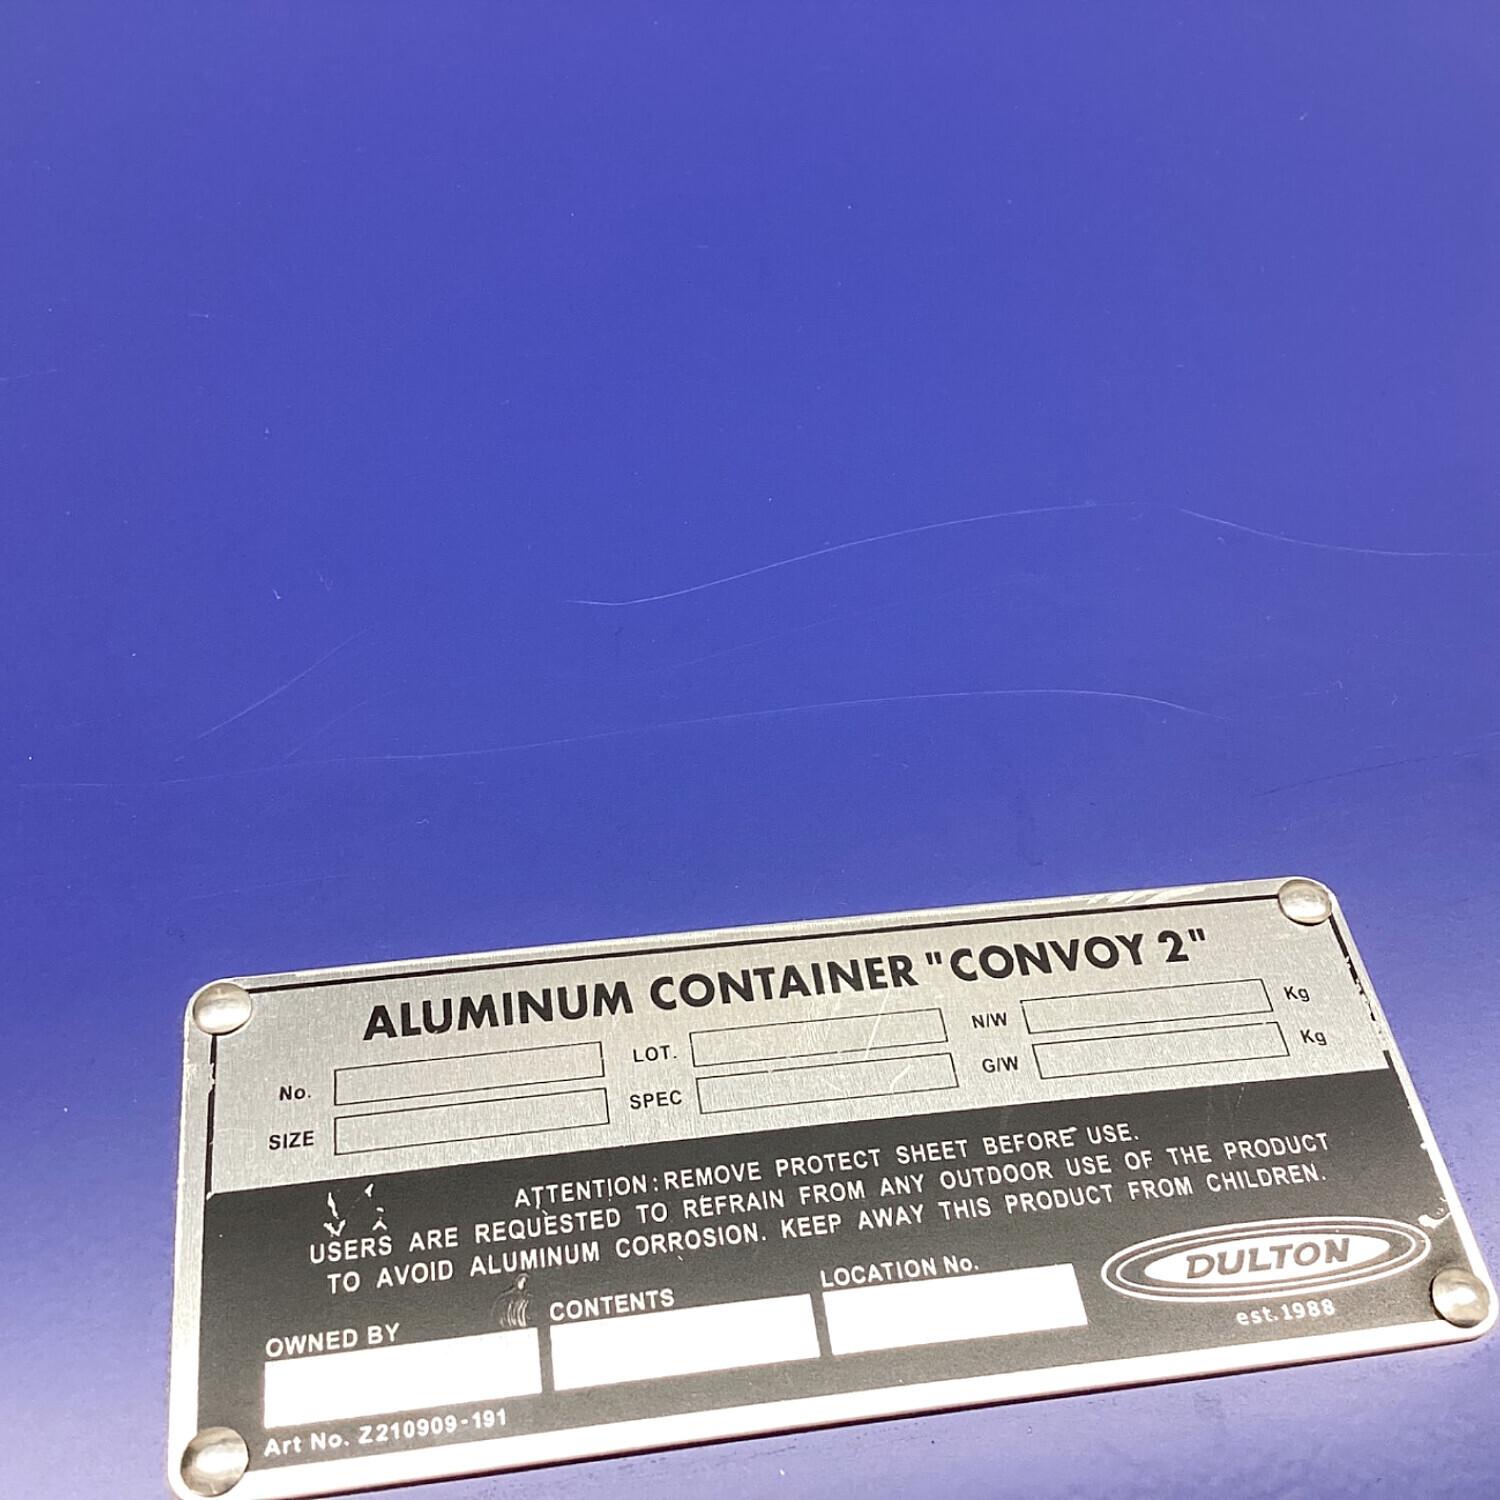 ALUMINUM CONTAINER "CONVOY 2"
No. LOT. N/W Kg
SIZE SPEC G/W Kg
ATTENTION: REMOVE PROTECT SHEET BEFORE USE.
USERS ARE REQUESTED TO REFRAIN FROM ANY OUTDOOR USE OF THE PRODUCT
TO AVOID ALUMINUM CORROSION. KEEP AWAY THIS PRODUCT FROM CHILDREN.
OWNED BY CONTENTS LOCATION No.
DULTON
est.1988
Art No. Z210909-191